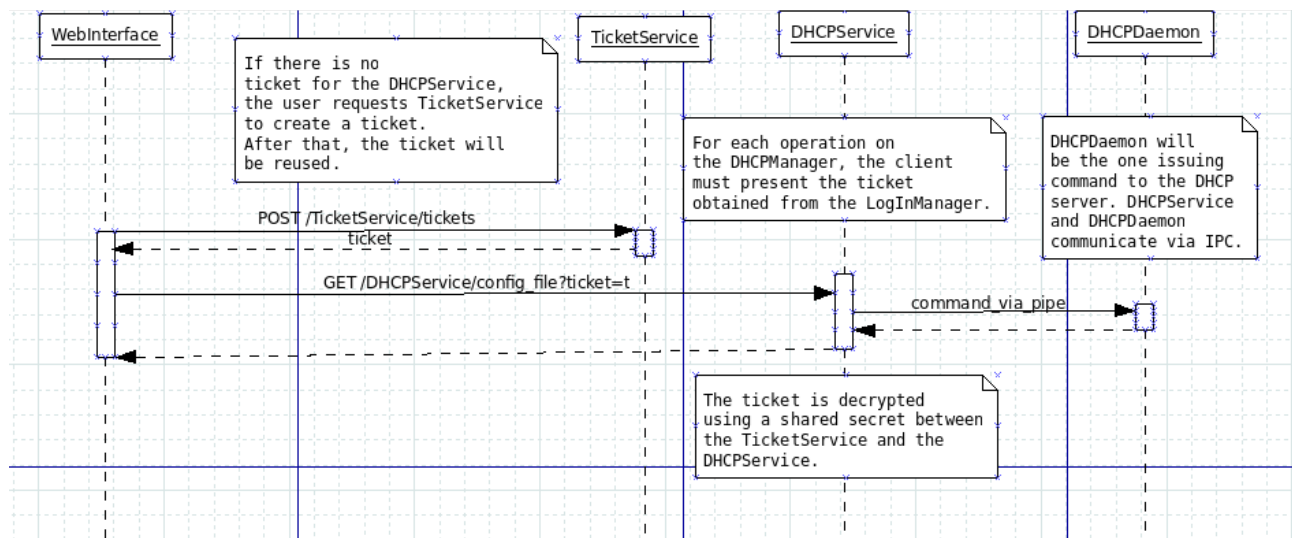 WebInterface
TicketService
DHCPService
DHCPDaemon
If there is no
ticket for the DHCPService,
the user requests TicketService
to create a ticket.
After that, the ticket will
be reused.
For each operation on
the DHCPManager, the client
must present the ticket
obtained from the LogInManager.
DHCPDaemon will
be the one issuing
command to the DHCP
server. DHCPService
and DHCPDaemon
communicate via IPC.
POST /TicketService/tickets
ticket
GET /DHCPService/config_file?ticket=t
command_via_pipe
The ticket is decrypted
using a shared secret between
the TicketService and the
DHCPService.